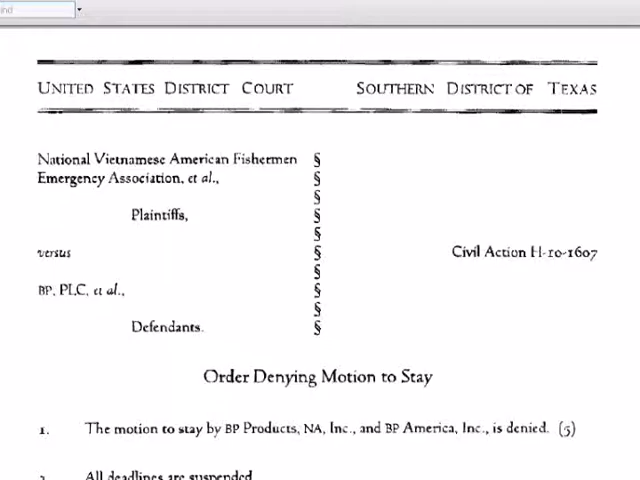 UNITED STATES DISTRICT COURT SOUTHERN DISTRICT OF TEXAS
National Vietnamese American Fishermen §
Emergency Association, et al., §
§
Plaintiffs, §
§
versus § Civil Action H-10-1607
§
BP, PLC, et al., §
§
Defendants. §
Order Denying Motion to Stay
1. The motion to stay by BP Products, NA, Inc., and BP America, Inc., is denied. (5)
2. All deadlines are suspended